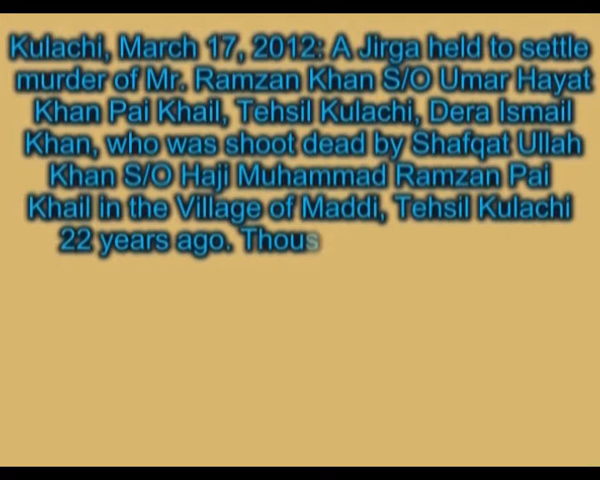 Kulachi, March 17, 2012: A Jirga held to settle
murder of Mr. Ramzan Khan S/O Umar Hayat
Khan Pai Khail, Tehsil Kulachi, Dera Ismail
Khan, who was shoot dead by Shafqat Ullah
Khan S/O Haji Muhammad Ramzan Pai
Khail in the Village of Maddi, Tehsil Kulachi
22 years ago. Thous